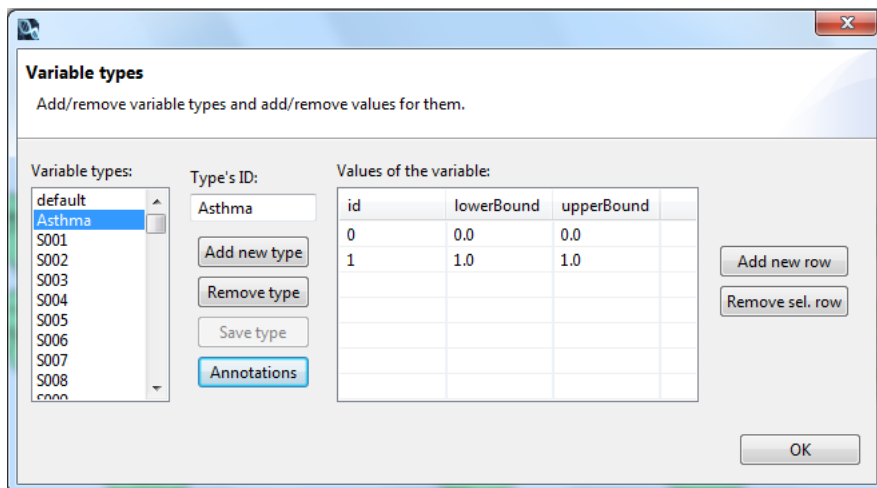 Variable types
Add/remove variable types and add/remove values for them.
Variable types:
default
Asthma
S001
S002
S003
S004
S005
S006
S007
S008
Type's ID:
Asthma
Add new type
Remove type
Save type
Annotations
Values of the variable:
id lowerBound upperBound
0 0.0 0.0
1 1.0 1.0
Add new row
Remove sel. row
OK